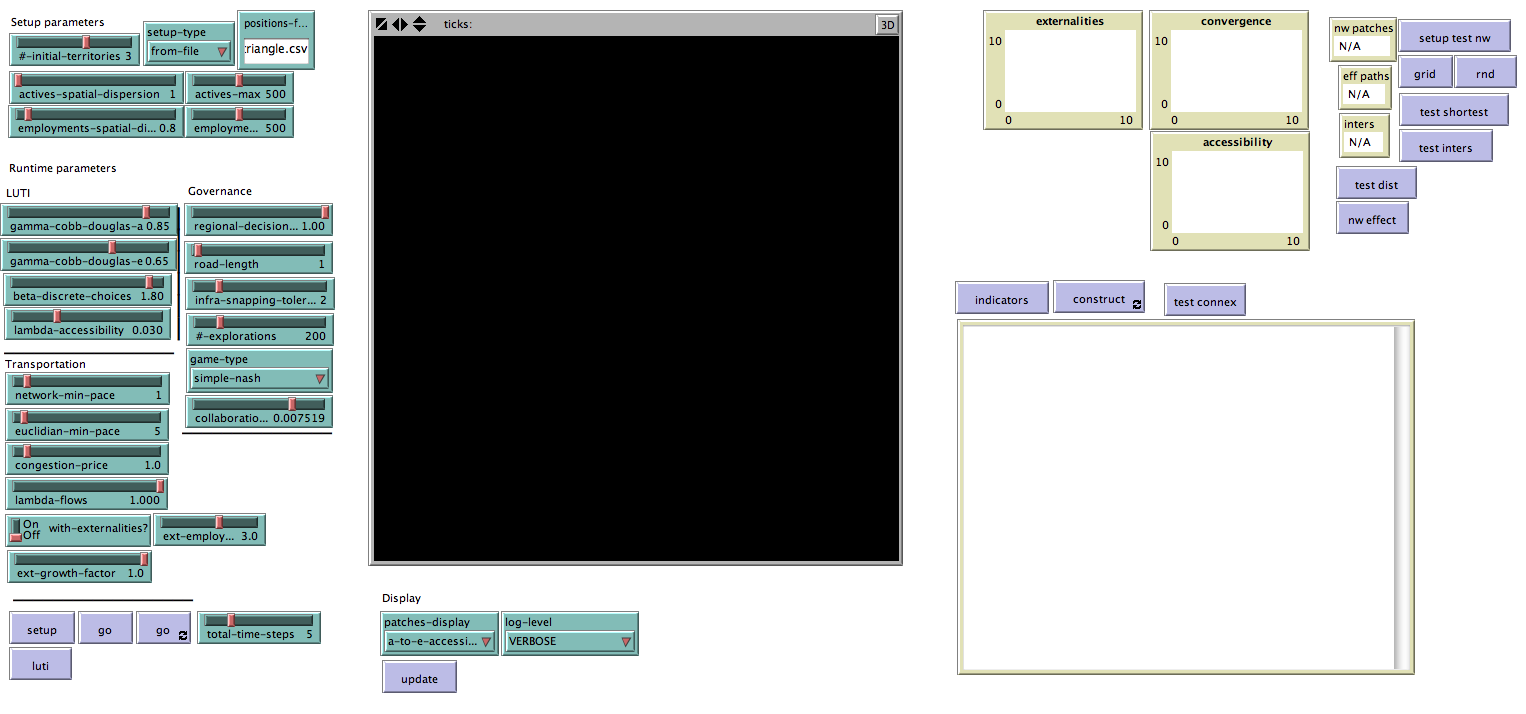 Setup parameters
#-initial-territories 3
setup-type
from-file
positions-f...
triangle.csv
actives-spatial-dispersion 1
actives-max 500
employments-spatial-di... 0.8
employme... 500
Runtime parameters
LUTI
gamma-cobb-douglas-a 0.85
gamma-cobb-douglas-e 0.65
beta-discrete-choices 1.80
lambda-accessibility 0.030
Governance
regional-decision... 1.00
road-length 1
infra-snapping-toler... 2
#-explorations 200
game-type
simple-nash
collaboratio... 0.007519
Transportation
network-min-pace 1
euclidian-min-pace 5
congestion-price 1.0
lambda-flows 1.000
On
Off
with-externalities?
ext-employ... 3.0
ext-growth-factor 1.0
setup
go
go
total-time-steps 5
luti
ticks:
3D
Display
patches-display
a-to-e-accessi...
log-level
VERBOSE
update
externalities
10
0
0 10
convergence
10
0
0 10
accessibility
10
0
0 10
nw patches
N/A
eff paths
N/A
inters
N/A
setup test nw
grid
rnd
test shortest
test inters
test dist
nw effect
indicators
construct
test connex